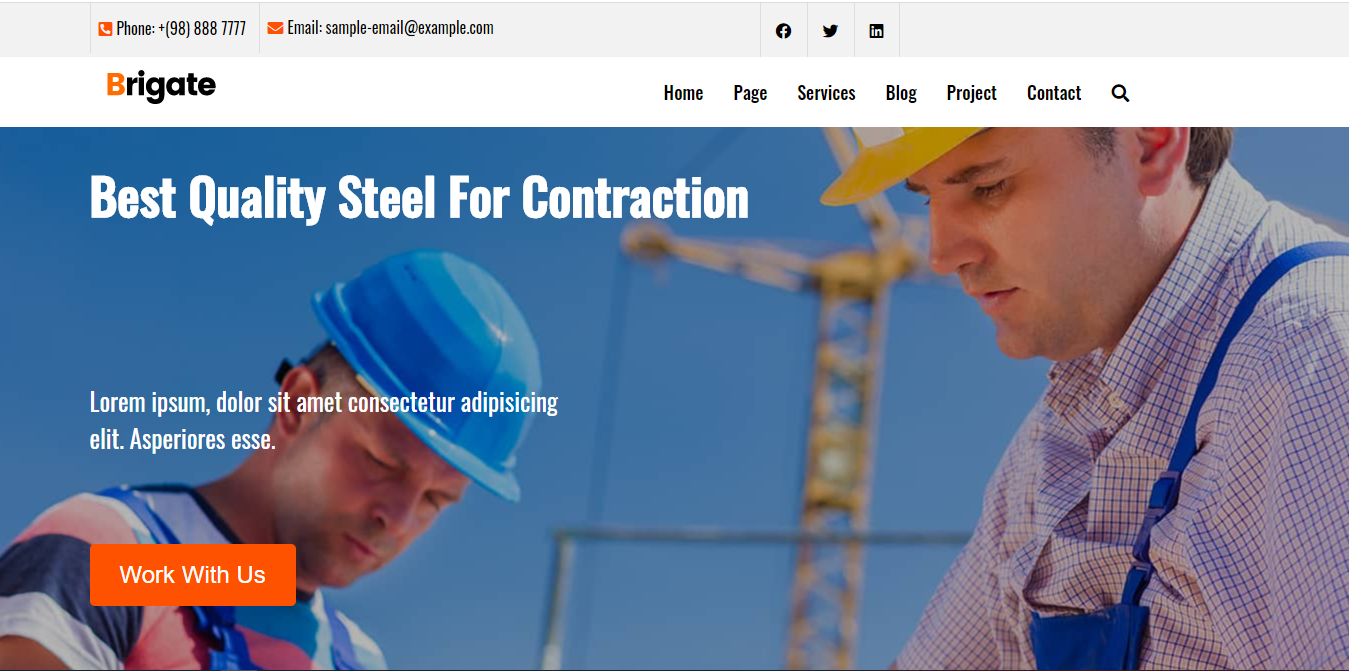 Phone: +(98) 888 7777
Email: sample-email@example.com
Brigate
Home Page Services Blog Project Contact
Best Quality Steel For Contraction
Lorem ipsum, dolor sit amet consectetur adipisicing
elit. Asperiores esse.
Work With Us